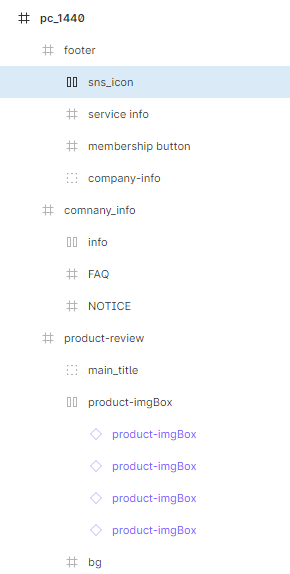 pc_1440
footer
sns_icon
service info
membership button
company-info
comnany_info
info
FAQ
NOTICE
product-review
main_title
product-imgBox
product-imgBox
product-imgBox
product-imgBox
product-imgBox
bg